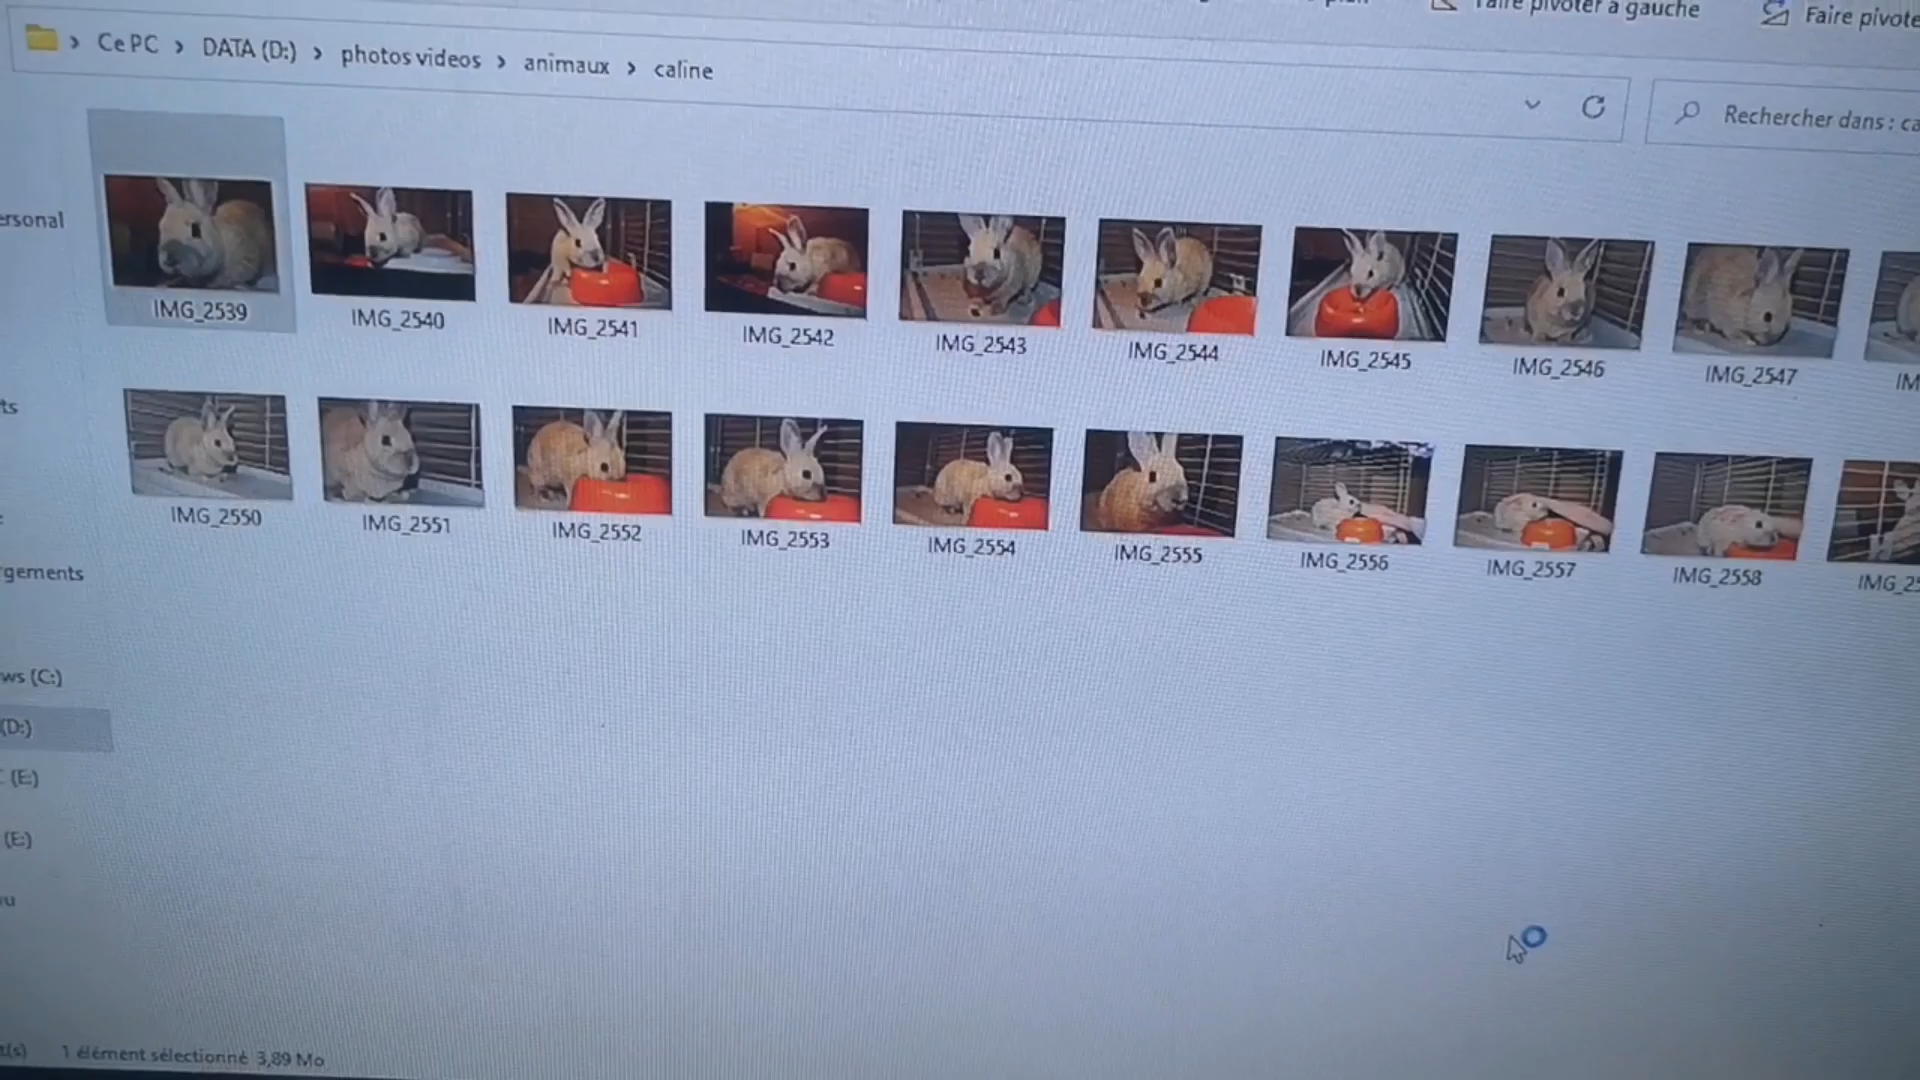 Faire pivoter à gauche
Faire pivote
Ce PC > DATA (D:) > photos videos > animaux > caline
Rechercher dans : ca
ersonal
IMG_2539
IMG_2540
IMG_2541
IMG_2542
IMG_2543
IMG_2544
IMG_2545
IMG_2546
IMG_2547
IM
ts
IMG_2550
IMG_2551
IMG_2552
IMG_2553
IMG_2554
IMG_2555
IMG_2556
IMG_2557
IMG_2558
IMG_25
rgements
ws (C:)
(D:)
(E:)
(E:)
u
t(s) 1 élément sélectionné 3,89 Mo